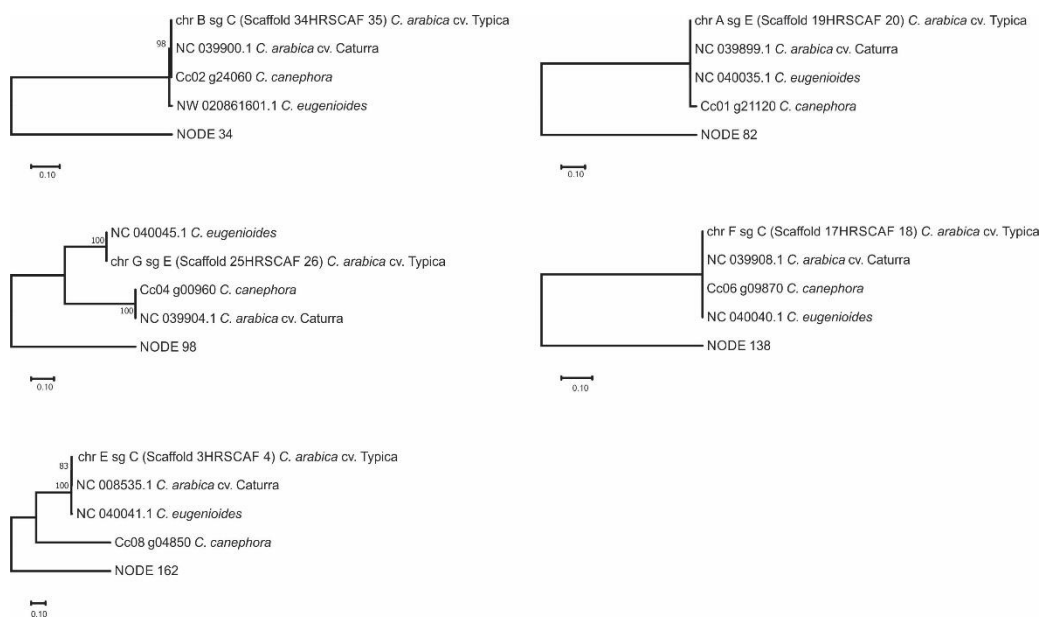 chr B sg C (Scaffold 34HRSCAF 35) C. arabica cv. Typica
98
NC 039900.1 C. arabica cv. Caturra
Cc02 g24060 C. canephora
NW 020861601.1 C. eugenioides
NODE 34
0.10
chr A sg E (Scaffold 19HRSCAF 20) C. arabica cv. Typica
NC 039899.1 C. arabica cv. Caturra
NC 040035.1 C. eugenioides
Cc01 g21120 C. canephora
NODE 82
0.10
NC 040045.1 C. eugenioides
100
chr G sg E (Scaffold 25HRSCAF 26) C. arabica cv. Typica
Cc04 g00960 C. canephora
100
NC 039904.1 C. arabica cv. Caturra
NODE 98
0.10
chr F sg C (Scaffold 17HRSCAF 18) C. arabica cv. Typica
NC 039908.1 C. arabica cv. Caturra
Cc06 g09870 C. canephora
NC 040040.1 C. eugenioides
NODE 138
0.10
chr E sg C (Scaffold 3HRSCAF 4) C. arabica cv. Typica
83
100
NC 008535.1 C. arabica cv. Caturra
NC 040041.1 C. eugenioides
Cc08 g04850 C. canephora
NODE 162
0.10